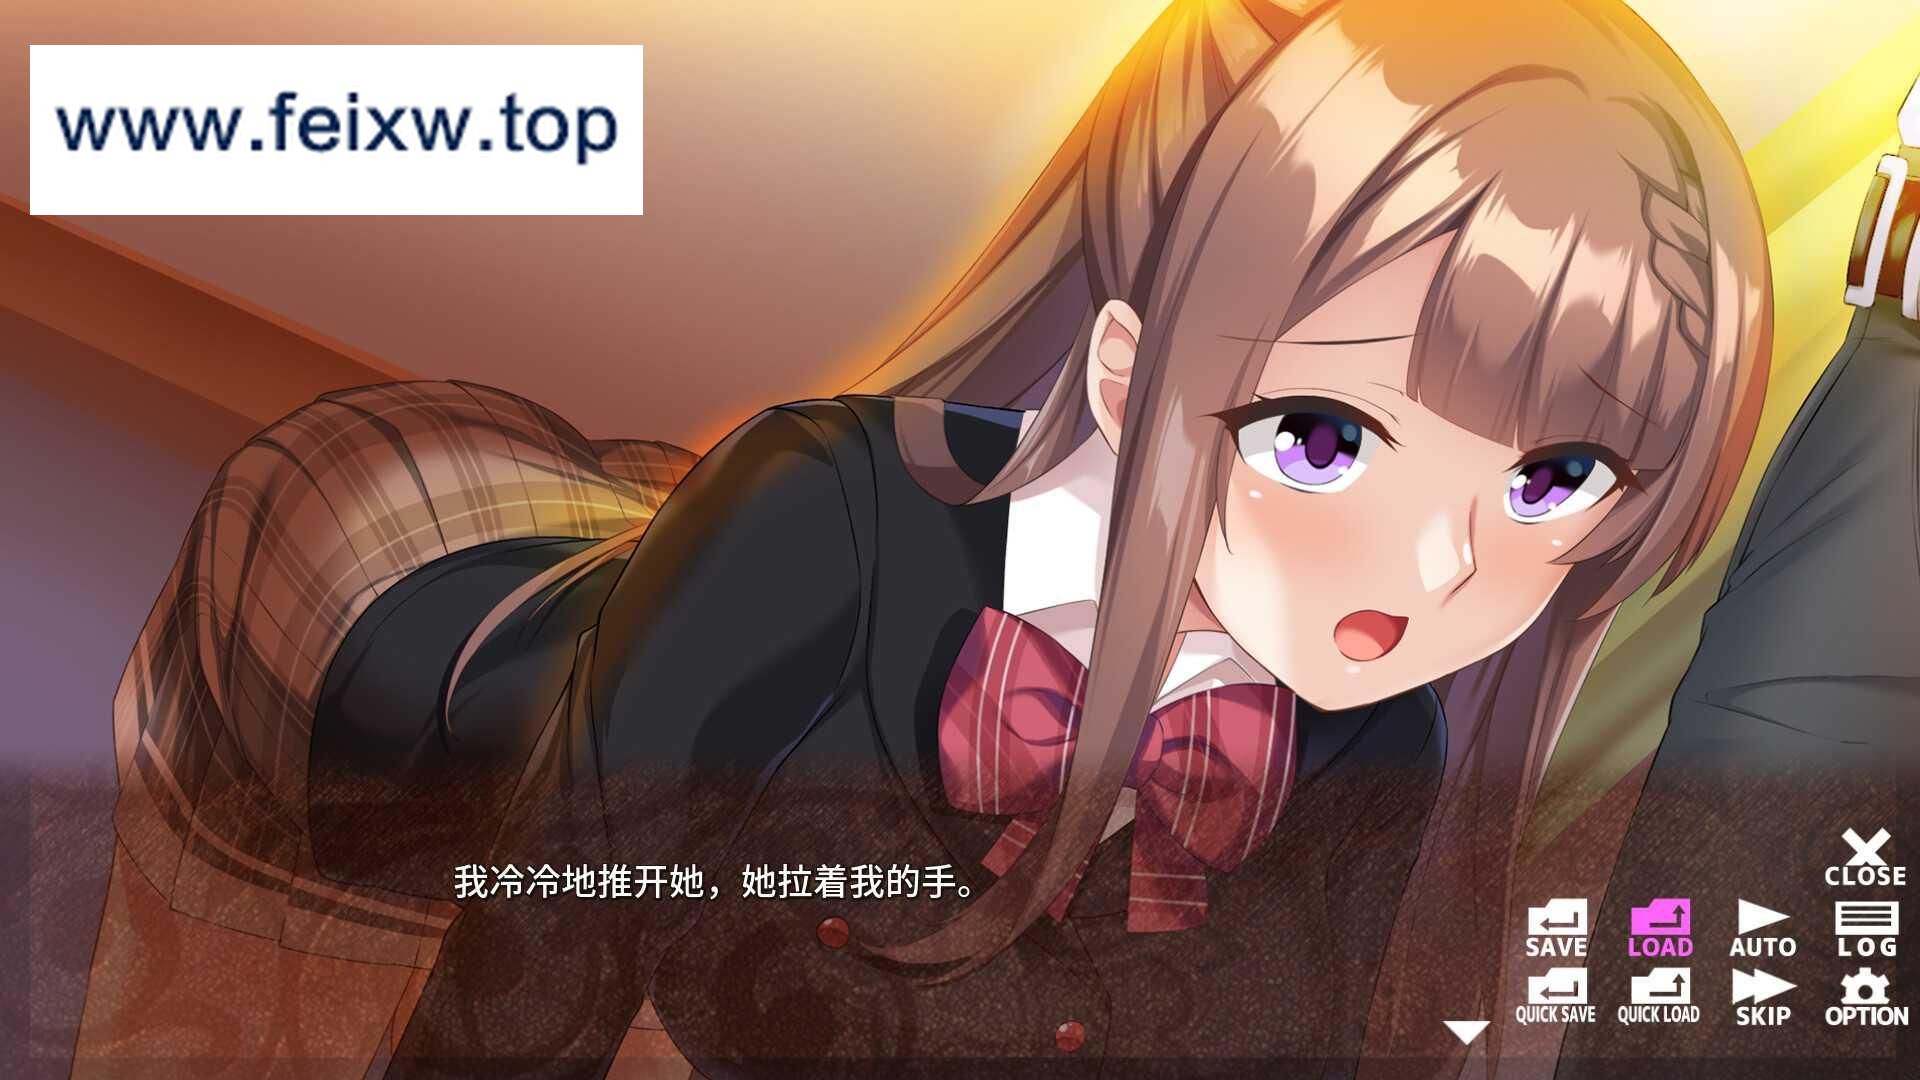 www.feixw.top
我冷冷地推开她，她拉着我的手。
CLOSE
SAVE
LOAD
AUTO
LOG
QUICK SAVE
QUICK LOAD
SKIP
OPTION